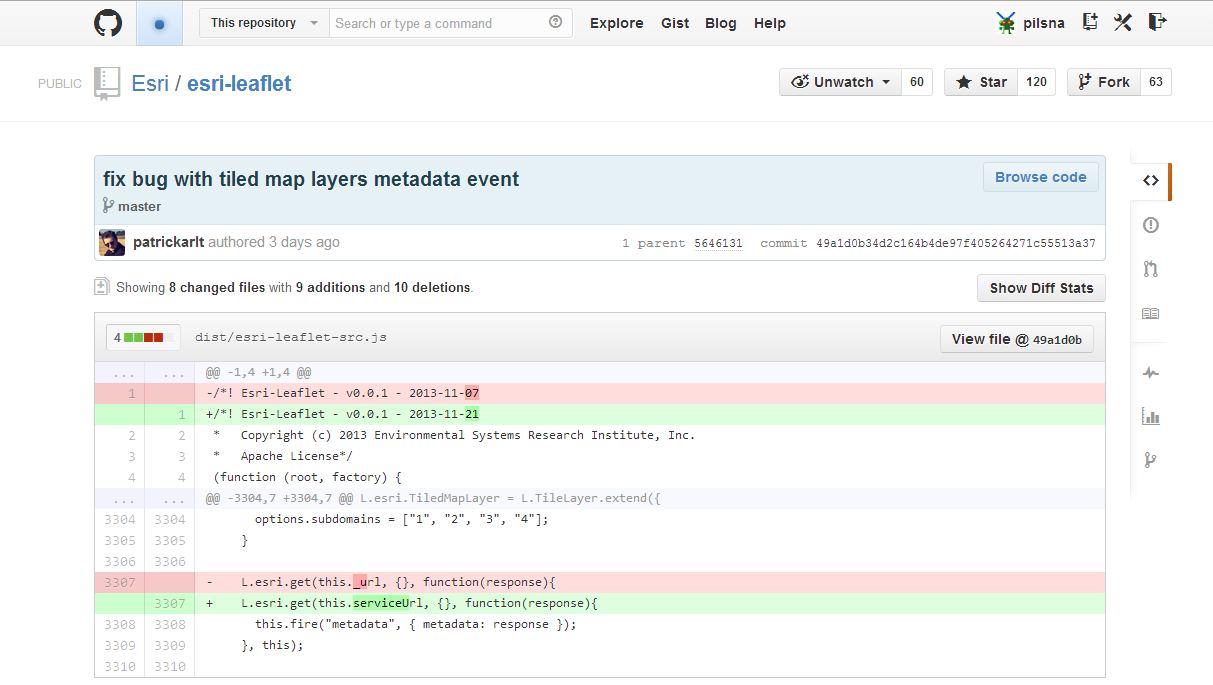 This repository Search or type a command Explore Gist Blog Help pilsna
PUBLIC Esri / esri-leaflet Unwatch 60 Star 120 Fork 63
fix bug with tiled map layers metadata event Browse code
master
patrickarlt authored 3 days ago 1 parent 5646131 commit 49a1d0b34d2c164b4de97f405264271c55513a37
Showing 8 changed files with 9 additions and 10 deletions. Show Diff Stats
4 dist/esri-leaflet-src.js View file @ 49a1d0b
... ... @@ -1,4 +1,4 @@
1 -/*! Esri-Leaflet - v0.0.1 - 2013-11-07
1 +/*! Esri-Leaflet - v0.0.1 - 2013-11-21
2 2 * Copyright (c) 2013 Environmental Systems Research Institute, Inc.
3 3 * Apache License*/
4 4 (function (root, factory) {
... ... @@ -3304,7 +3304,7 @@ L.esri.TiledMapLayer = L.TileLayer.extend({
3304 3304 options.subdomains = ["1", "2", "3", "4"];
3305 3305 }
3306 3306
3307 - L.esri.get(this._url, {}, function(response){
3307 + L.esri.get(this.serviceUrl, {}, function(response){
3308 3308 this.fire("metadata", { metadata: response });
3309 3309 }, this);
3310 3310